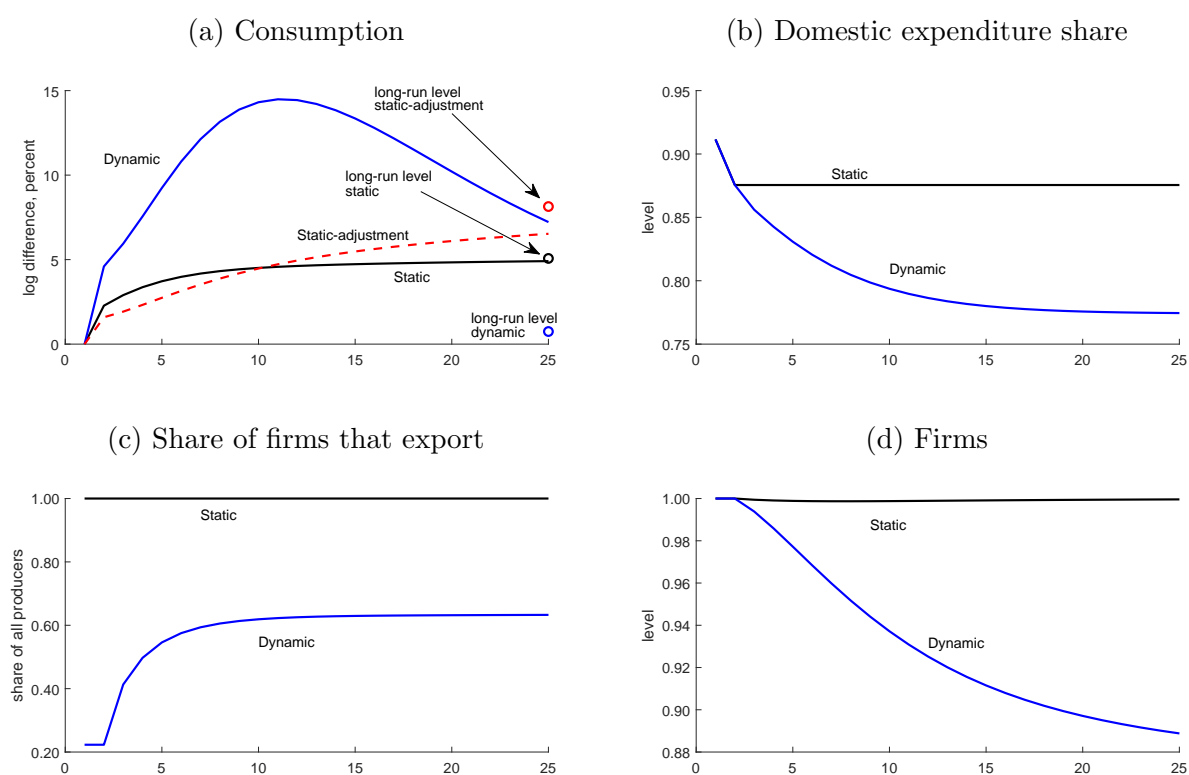 (a) Consumption
log difference, percent
15
10
5
0
0 5 10 15 20 25
Dynamic
long-run level
static-adjustment
long-run level
static
Static-adjustment
Static
long-run level
dynamic
(b) Domestic expenditure share
level
0.95
0.90
0.85
0.80
0.75
0 5 10 15 20 25
Static
Dynamic
(c) Share of firms that export
share of all producers
1.00
0.80
0.60
0.40
0.20
0 5 10 15 20 25
Static
Dynamic
(d) Firms
level
1.00
0.98
0.96
0.94
0.92
0.90
0.88
0 5 10 15 20 25
Static
Dynamic